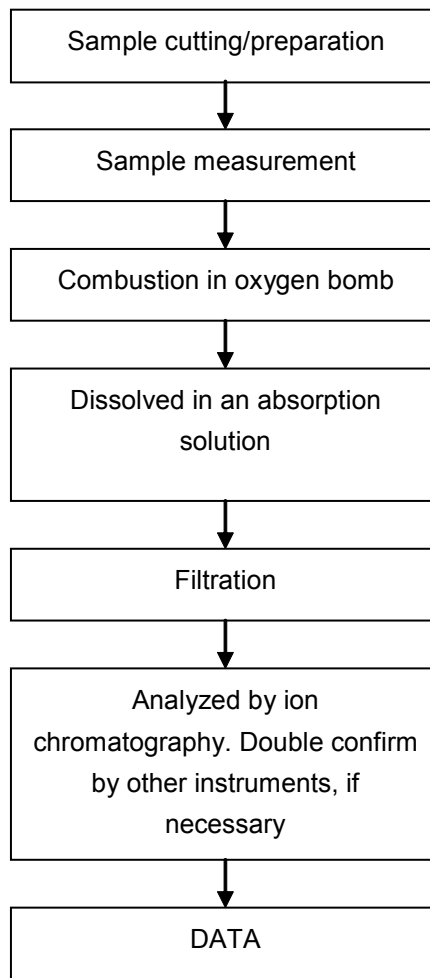 Sample cutting/preparation
Sample measurement
Combustion in oxygen bomb
Dissolved in an absorption
solution
Filtration
Analyzed by ion
chromatography. Double confirm
by other instruments, if
necessary
DATA